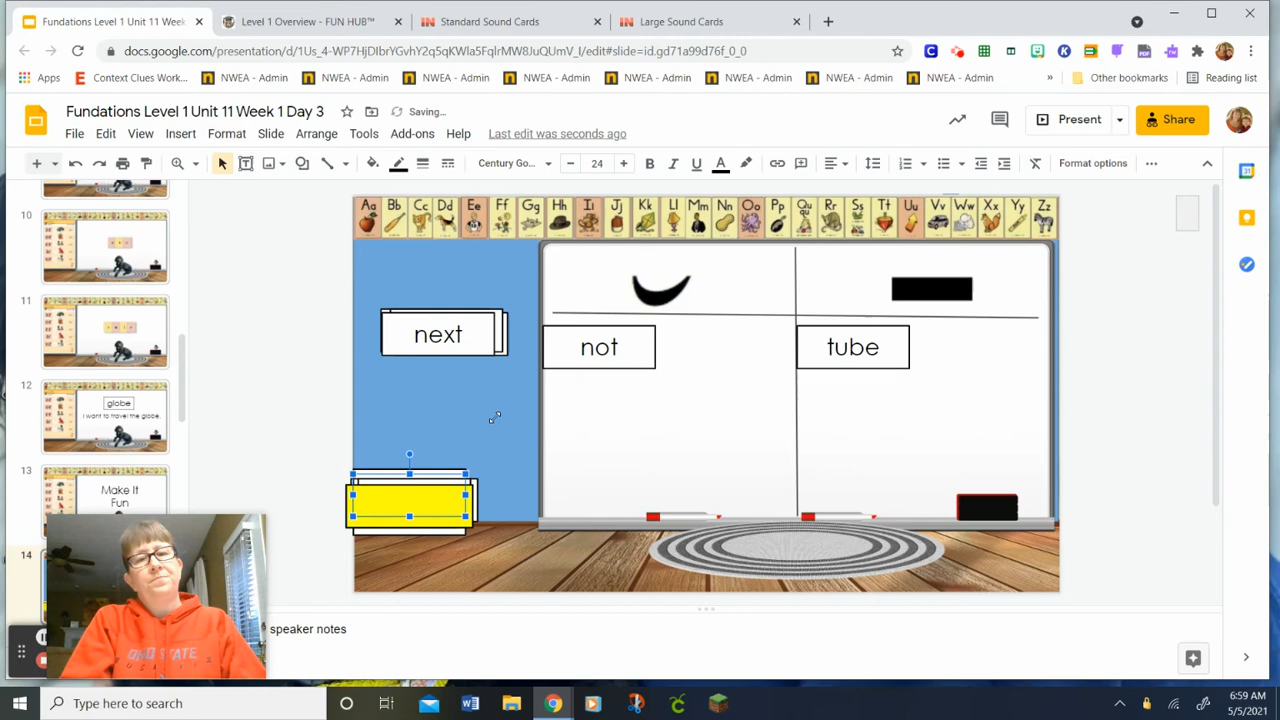 Fundations Level 1 Unit 11 Week
Level 1 Overview - FUN HUB™
Standard Sound Cards
Large Sound Cards
docs.google.com/presentation/d/1Us_4-WP7HjDIbrYGvhY2q5qKWla5FqlrMW8JuQUmV_I/edit#slide=id.gd71a99d76f_0_0
Apps
Context Clues Work...
NWEA - Admin
NWEA - Admin
NWEA - Admin
NWEA - Admin
NWEA - Admin
NWEA - Admin
NWEA - Admin
NWEA - Admin
Other bookmarks
Reading list
Fundations Level 1 Unit 11 Week 1 Day 3
Saving...
File Edit View Insert Format Slide Arrange Tools Add-ons Help Last edit was seconds ago
Present
Share
Century Go...
24
Format options
Aa Bb Cc Dd Ee Ff Gg Hh Ii Jj Kk Ll Mm Nn Oo Pp Qu Rr Ss Tt Uu Vv Ww Xx Yy Zz
next
not
tube
10
11
12
globe
I want to travel the globe.
13
Make It
Fun
14
speaker notes
OHIO STATE
Type here to search
6:59 AM
5/5/2021